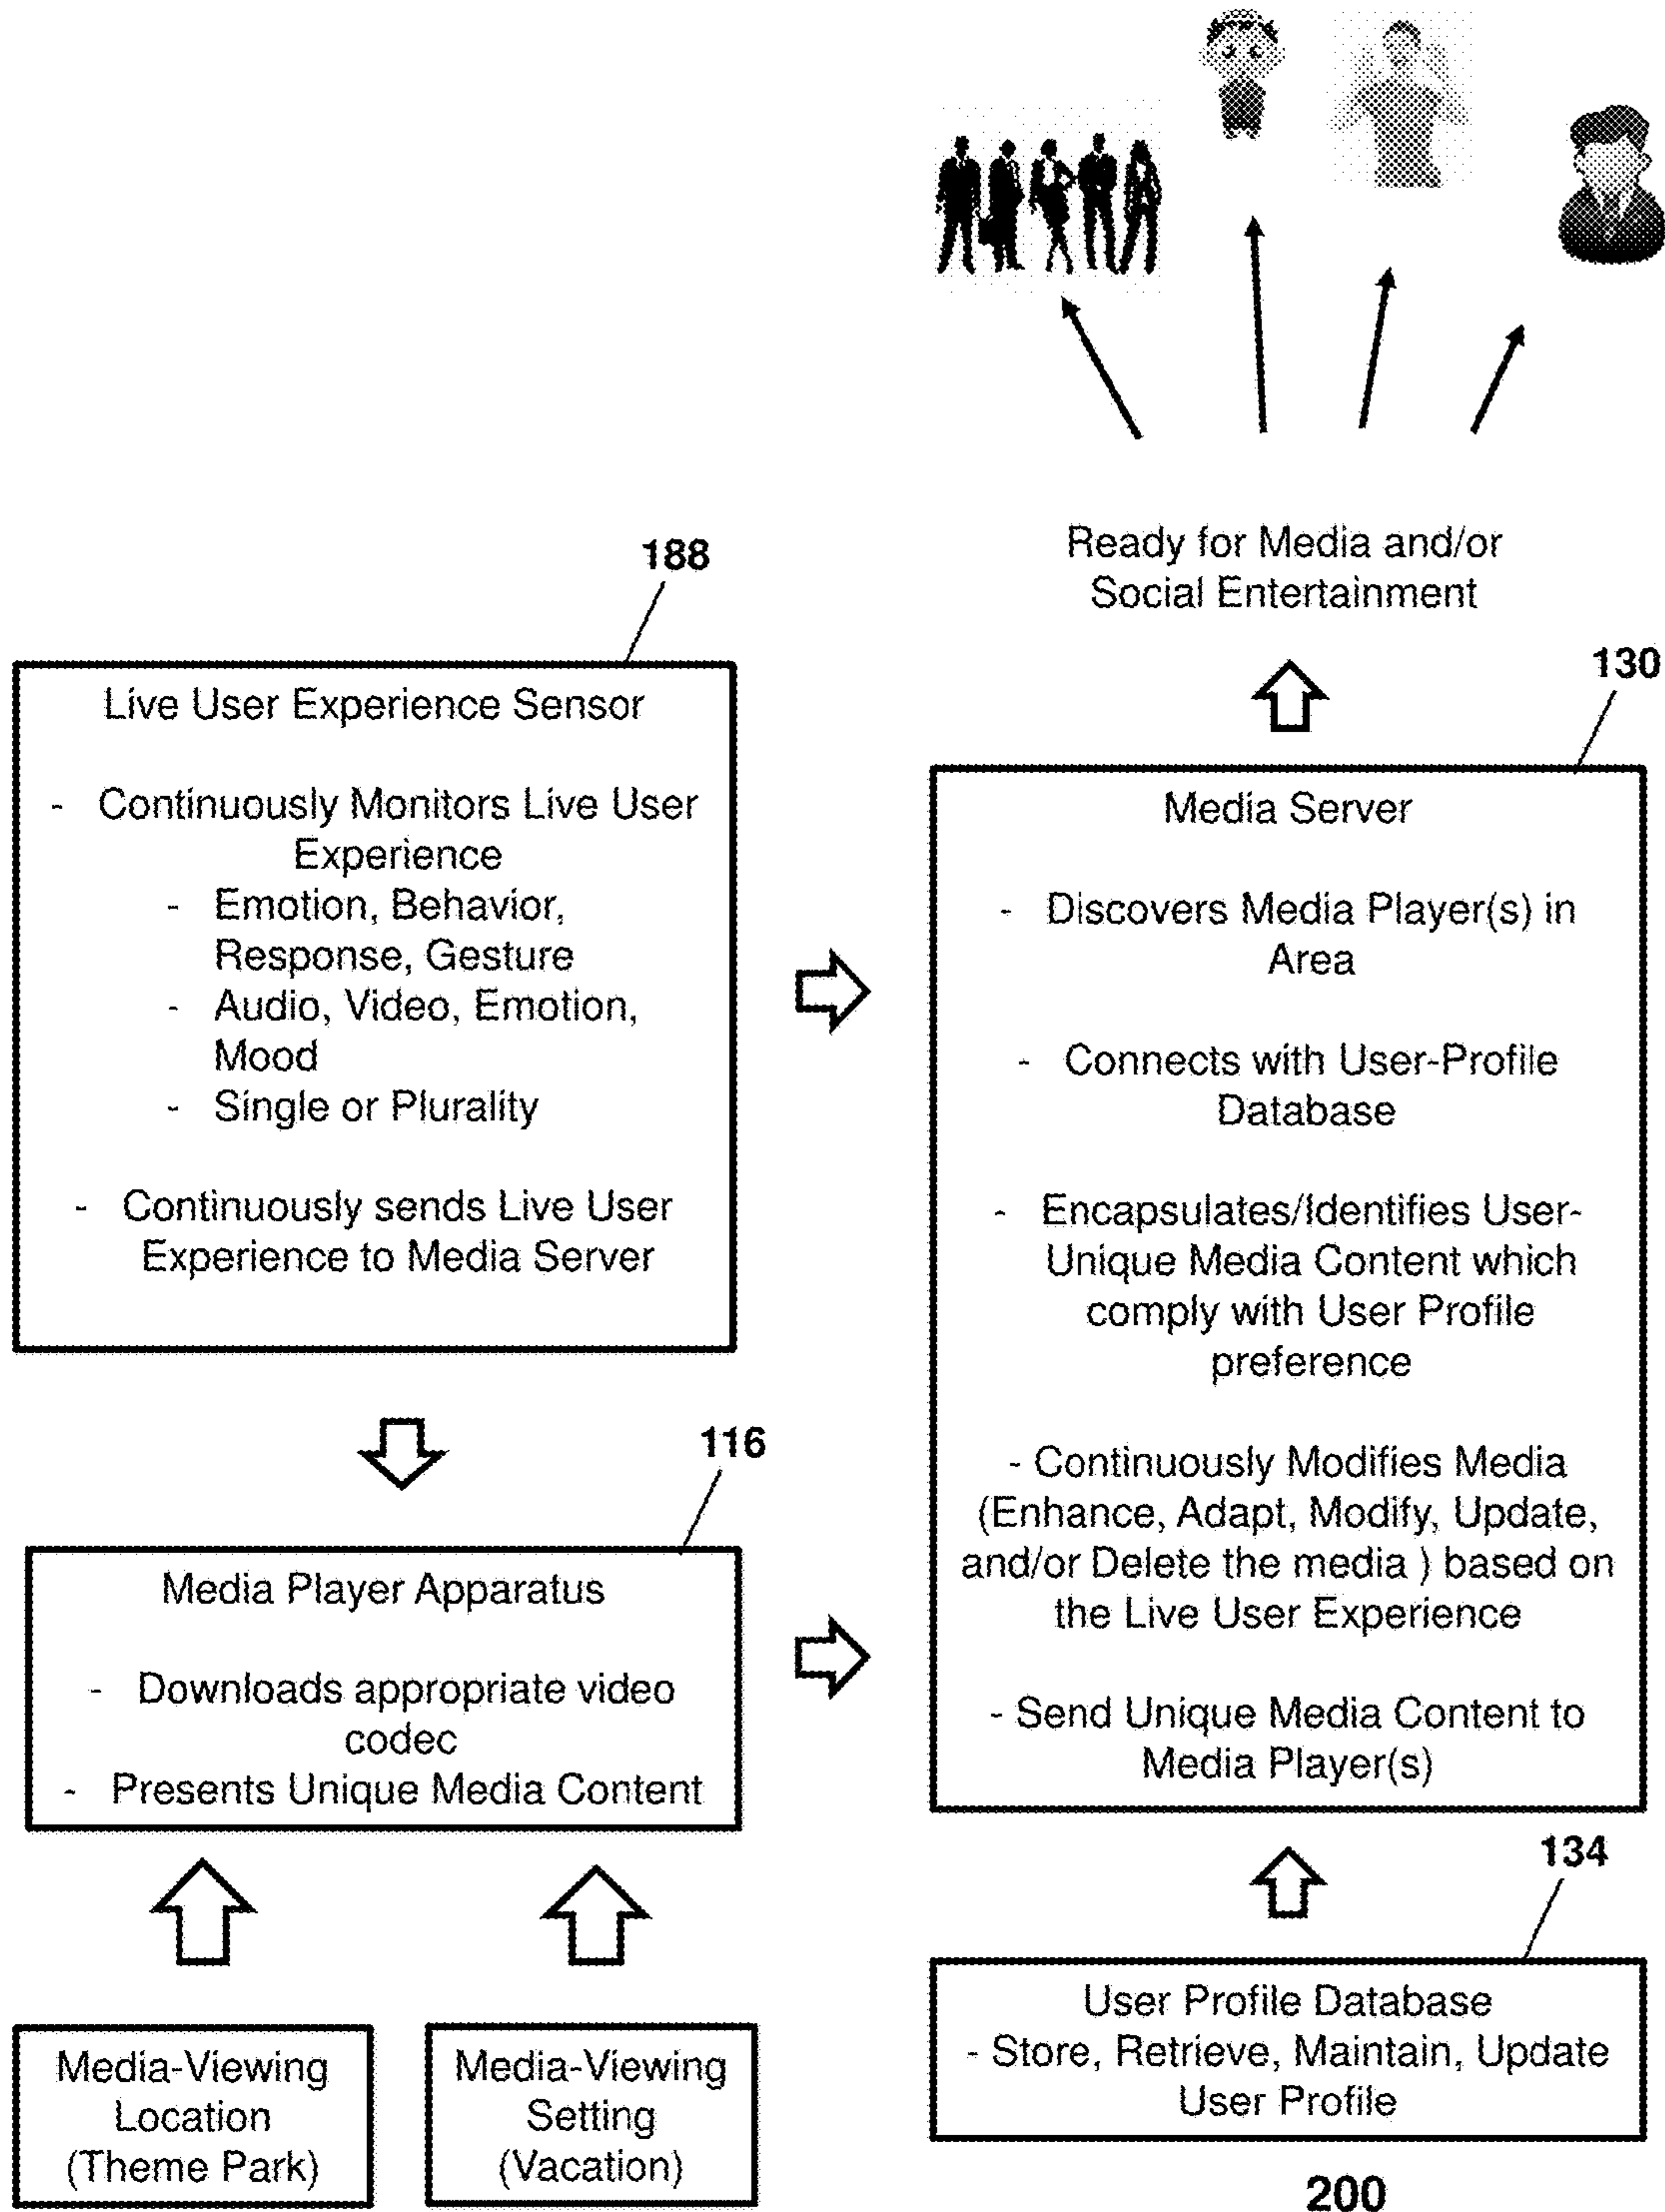 Ready for Media and/or
Social Entertainment
188
Live User Experience Sensor
- Continuously Monitors Live User
Experience
- Emotion, Behavior,
Response, Gesture
- Audio, Video, Emotion,
Mood
- Single or Plurality
- Continuously sends Live User
Experience to Media Server
130
Media Server
- Discovers Media Player(s) in
Area
- Connects with User-Profile
Database
- Encapsulates/Identifies User-
Unique Media Content which
comply with User Profile
preference
- Continuously Modifies Media
(Enhance, Adapt, Modify, Update,
and/or Delete the media ) based on
the Live User Experience
- Send Unique Media Content to
Media Player(s)
116
Media Player Apparatus
- Downloads appropriate video
codec
- Presents Unique Media Content
134
User Profile Database
- Store, Retrieve, Maintain, Update
User Profile
Media-Viewing
Location
(Theme Park)
Media-Viewing
Setting
(Vacation)
200